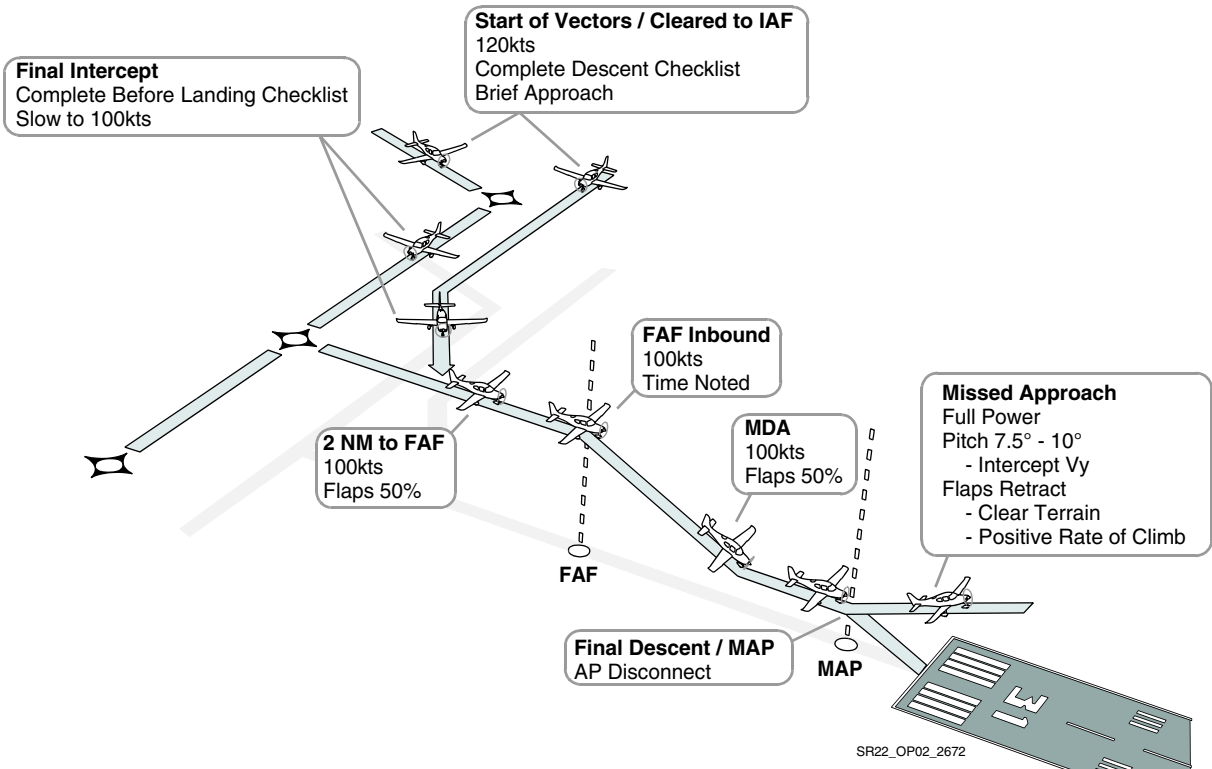 Start of Vectors / Cleared to IAF
120kts
Complete Descent Checklist
Brief Approach
Final Intercept
Complete Before Landing Checklist
Slow to 100kts
FAF Inbound
100kts
Time Noted
2 NM to FAF
100kts
Flaps 50%
MDA
100kts
Flaps 50%
Missed Approach
Full Power
Pitch 7.5° - 10°
- Intercept Vy
Flaps Retract
- Clear Terrain
- Positive Rate of Climb
FAF
Final Descent / MAP
AP Disconnect
MAP
31
SR22_OP02_2672